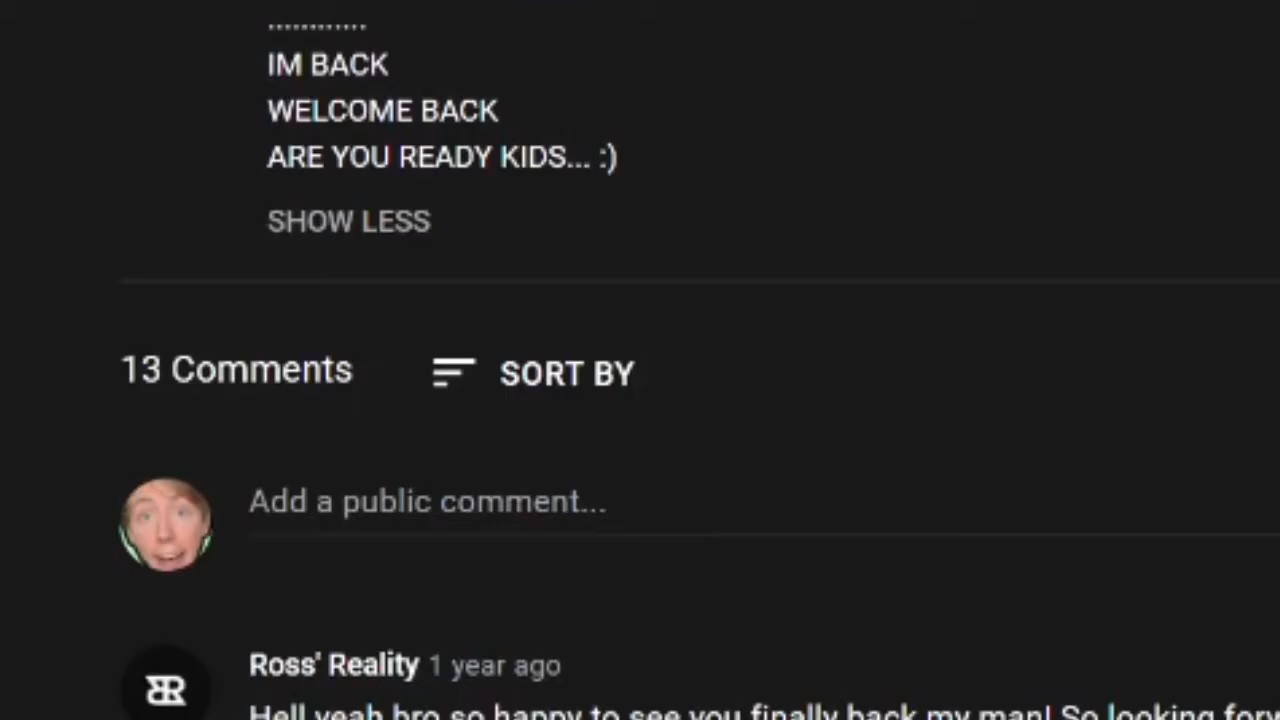 ............
IM BACK
WELCOME BACK
ARE YOU READY KIDS... :)
SHOW LESS
13 Comments SORT BY
Add a public comment...
Ross' Reality 1 year ago
Hell yeah bro so happy to see you finally back my man! So looking